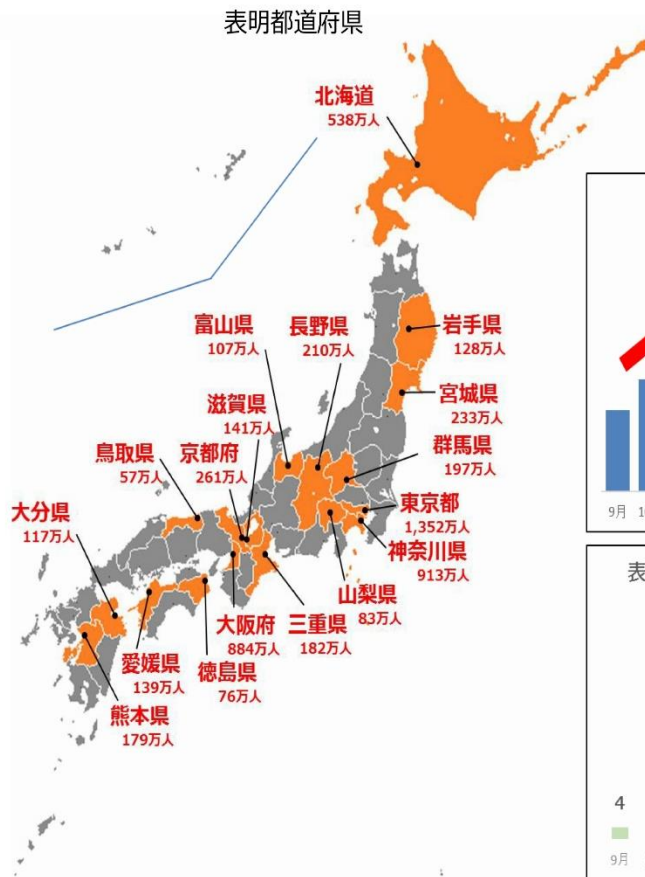 表明都道府県
北海道
538万人
富山県
107万人
長野県
210万人
岩手県
128万人
滋賀県
141万人
宮城県
233万人
鳥取県
57万人
京都府
261万人
群馬県
197万人
大分県
117万人
東京都
1,352万人
神奈川県
913万人
山梨県
83万人
大阪府
884万人
三重県
182万人
愛媛県
139万人
徳島県
76万人
熊本県
179万人
9月 1
表
4
9月